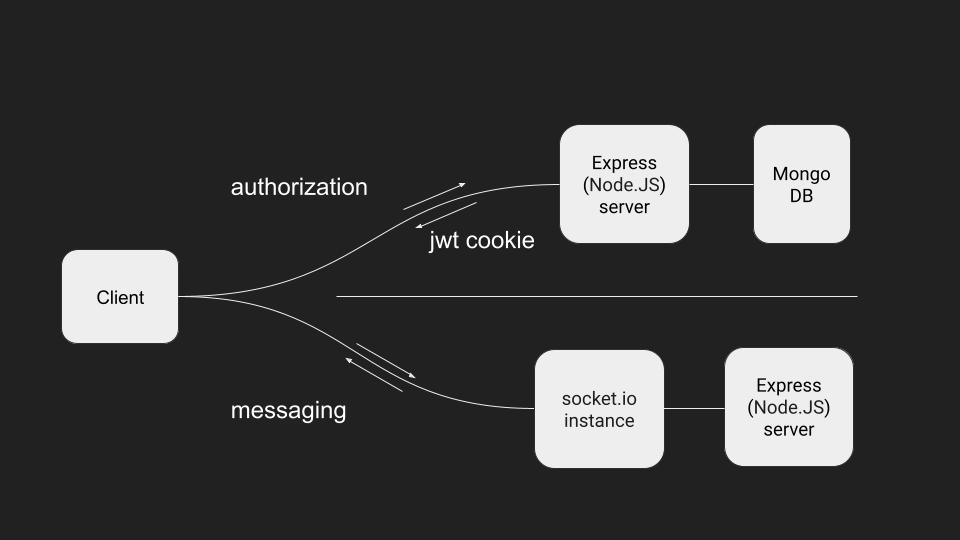 authorization
Express
(Node.JS)
server
Mongo
DB
jwt cookie
Client
messaging
socket.io
instance
Express
(Node.JS)
server